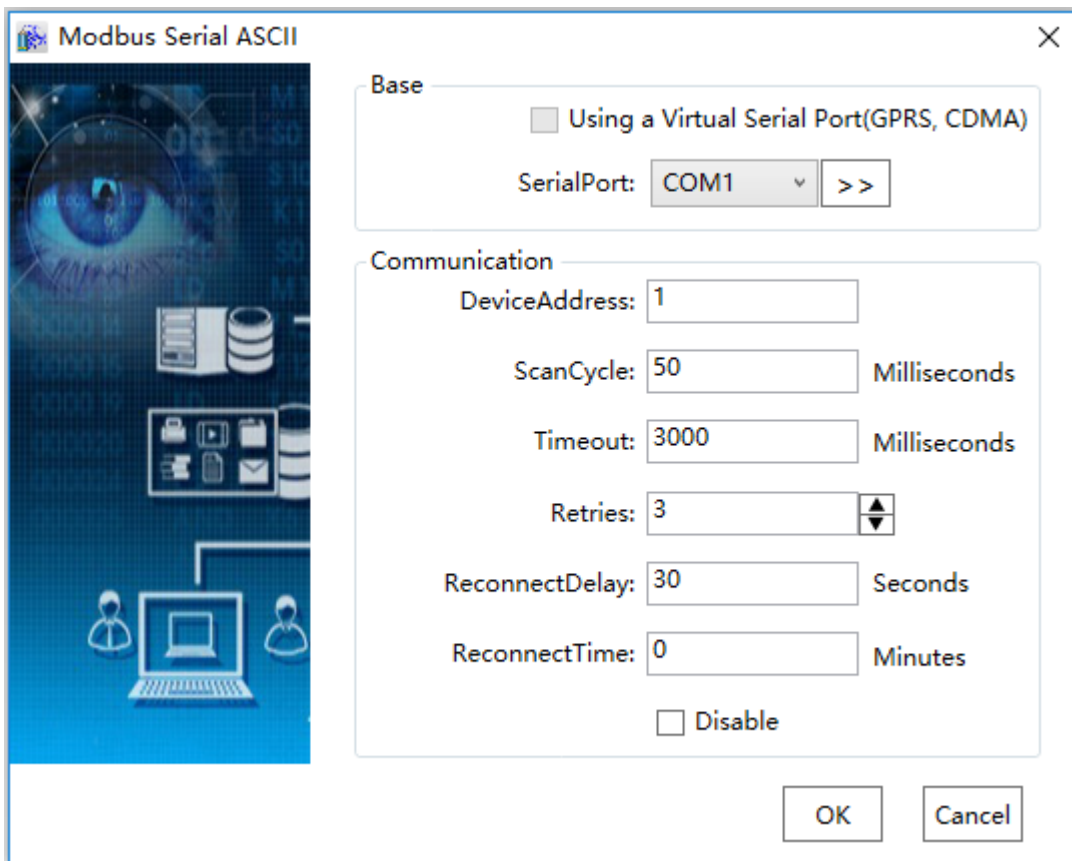 Modbus Serial ASCII
Base
Using a Virtual Serial Port(GPRS, CDMA)
SerialPort: COM1 >>
Communication
DeviceAddress: 1
ScanCycle: 50 Milliseconds
Timeout: 3000 Milliseconds
Retries: 3
ReconnectDelay: 30 Seconds
ReconnectTime: 0 Minutes
Disable
OK Cancel